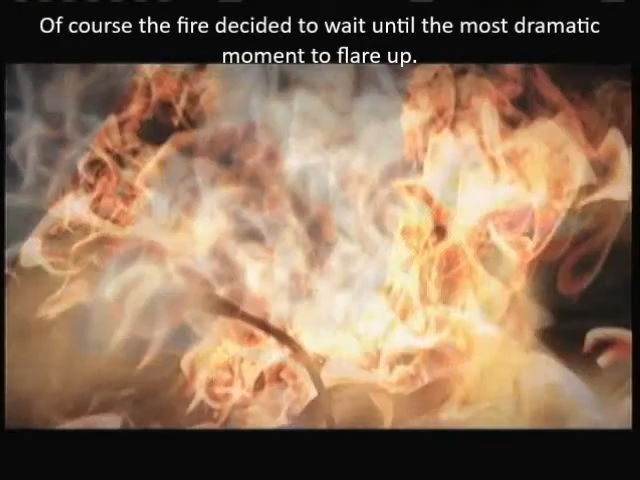 Of course the fire decided to wait until the most dramatic
moment to flare up.